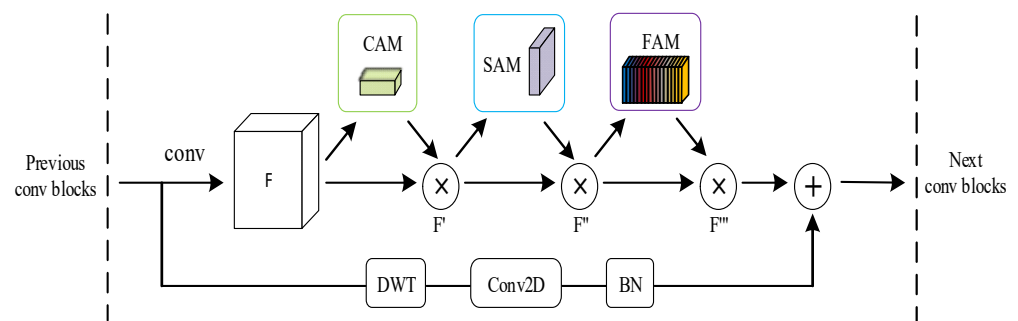 CAM
SAM
FAM
Previous
conv blocks
conv
F
×
×
×
+
F'
F''
F'''
Next
conv blocks
DWT
Conv2D
BN